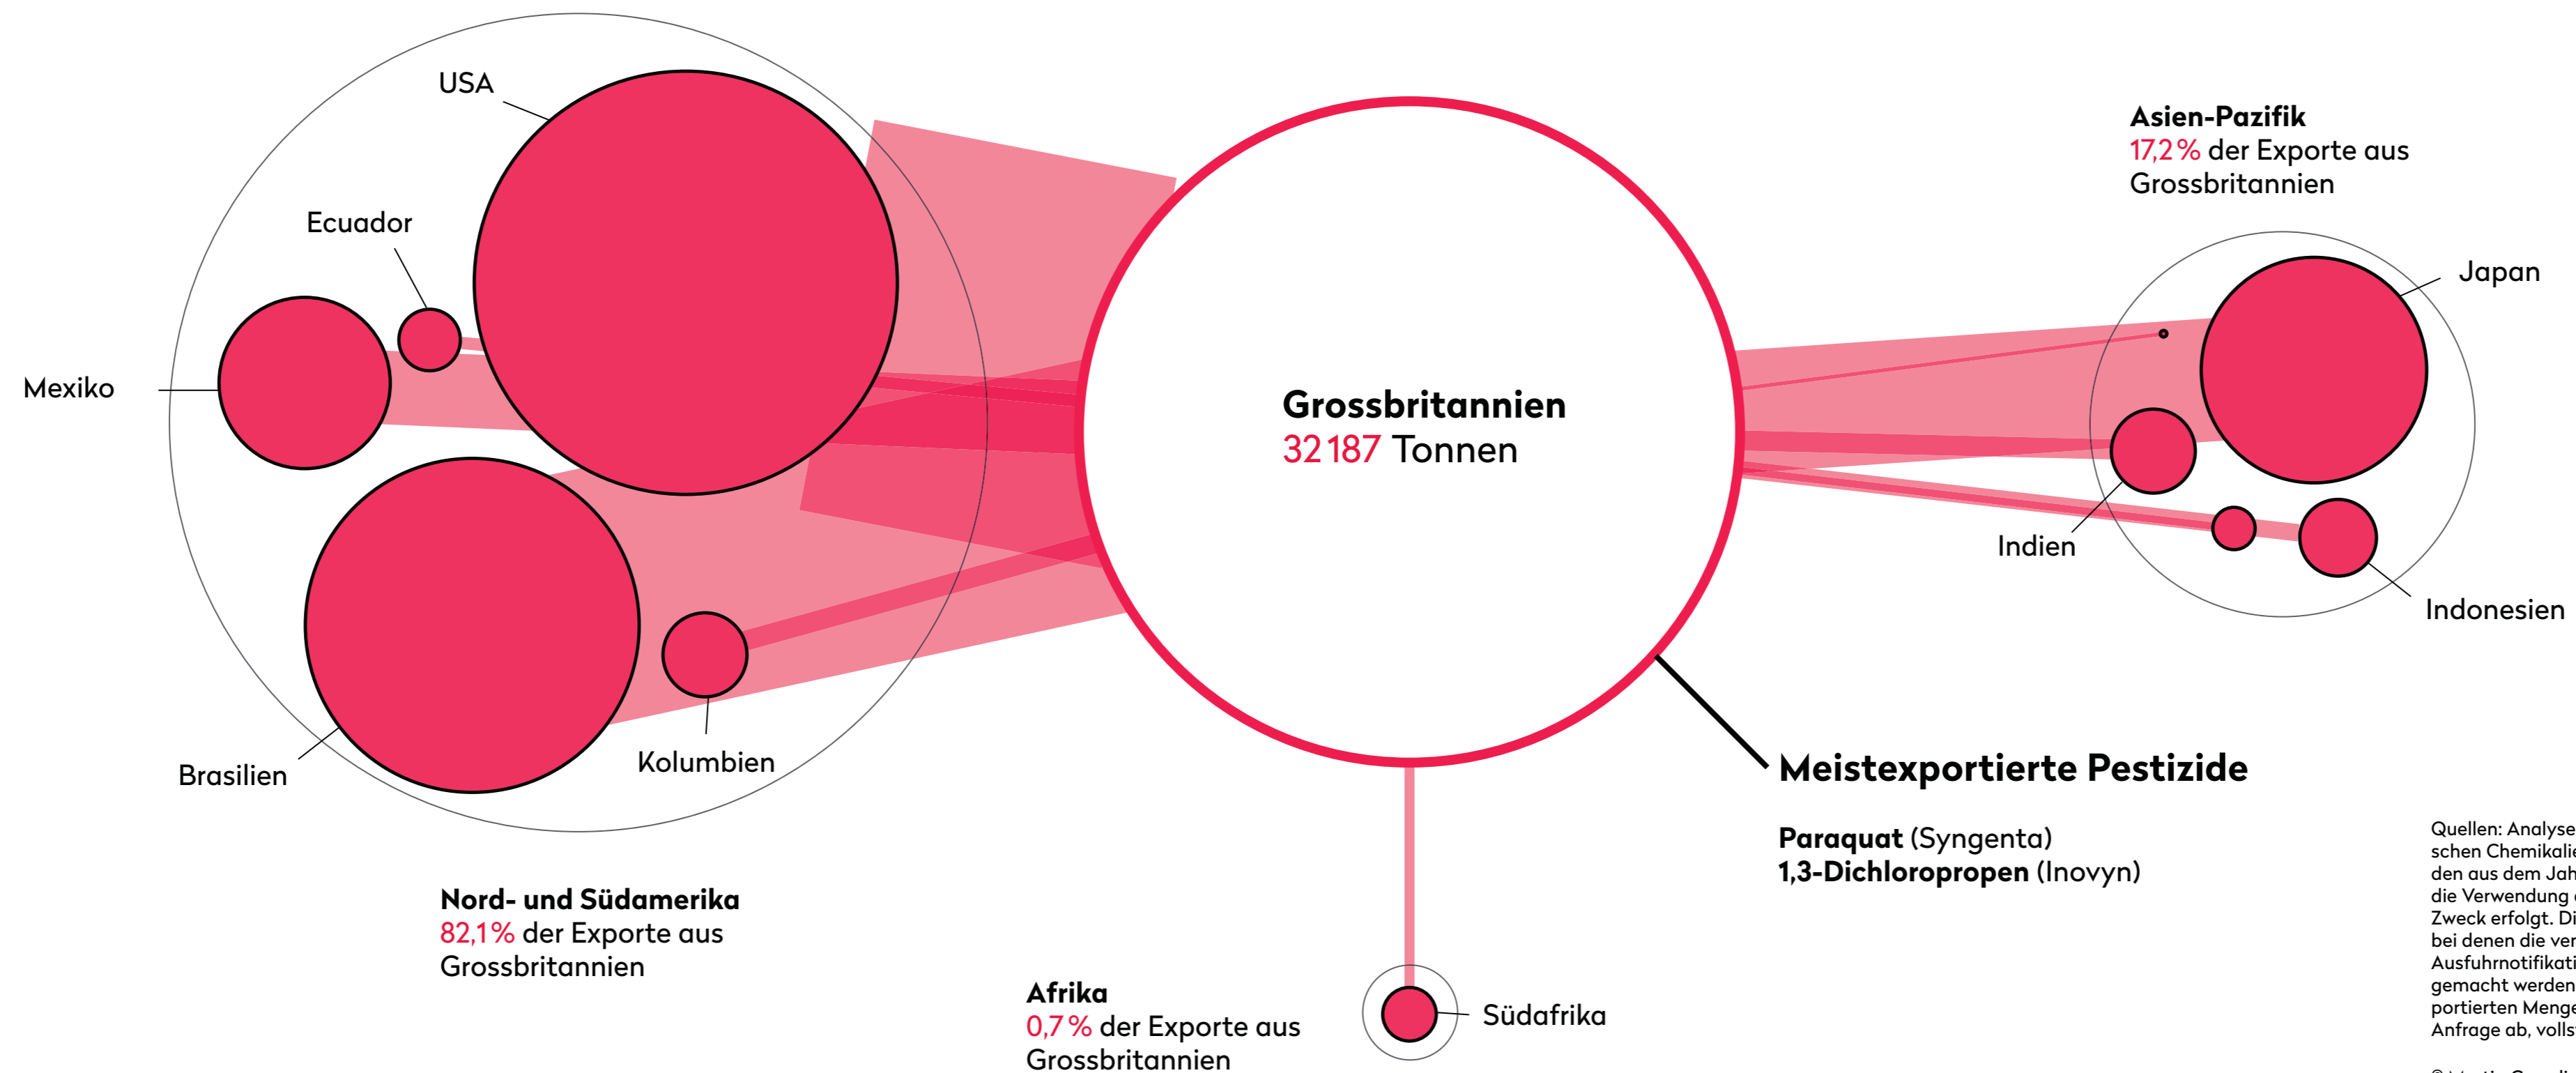 USA
Ecuador
Mexiko
Brasilien
Kolumbien
Nord- und Südamerika
82,1% der Exporte aus
Grossbritannien
Grossbritannien
32187 Tonnen
Afrika
0,7% der Exporte aus
Grossbritannien
Südafrika
Asien-Pazifik
17,2% der Exporte aus
Grossbritannien
Japan
Indien
Indonesien
Meistexportierte Pestizide
Paraquat (Syngenta)
1,3-Dichloropropen (Inovyn)
Quellen: Analyse
schen
den aus dem
die Verwendung
Zweck erfolgt.
bei denen die
gemacht werden
portierten
Anfrage ab,